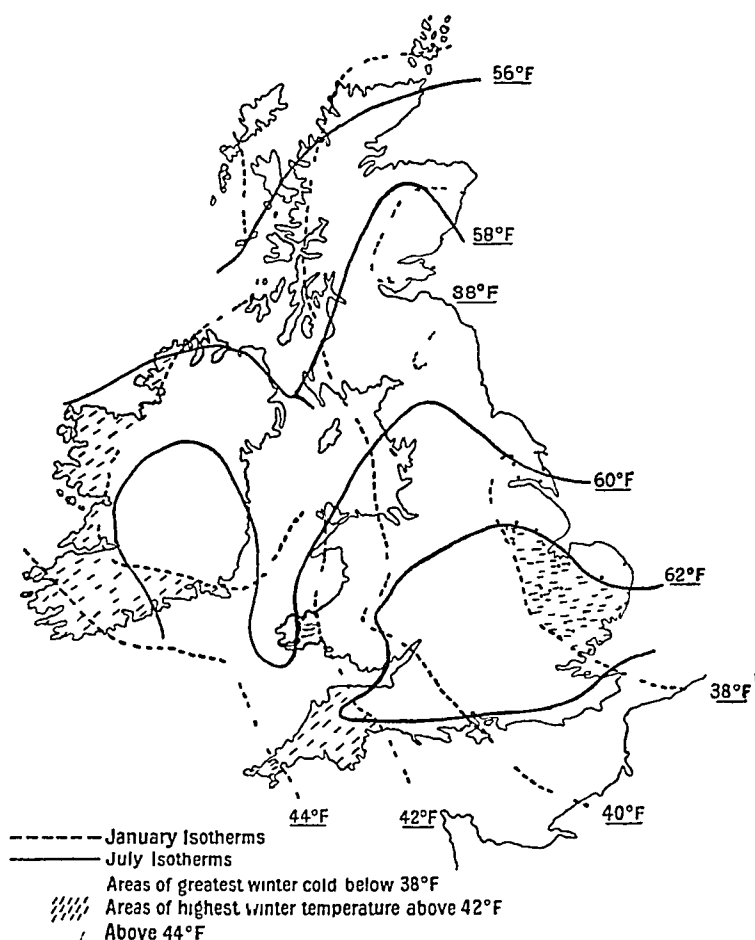 56°F
58°F
38°F
60°F
62°F
38°F
44°F
42°F
40°F
January Isotherms
July Isotherms
Areas of greatest winter cold below 38°F
Areas of highest winter temperature above 42°F
Above 44°F